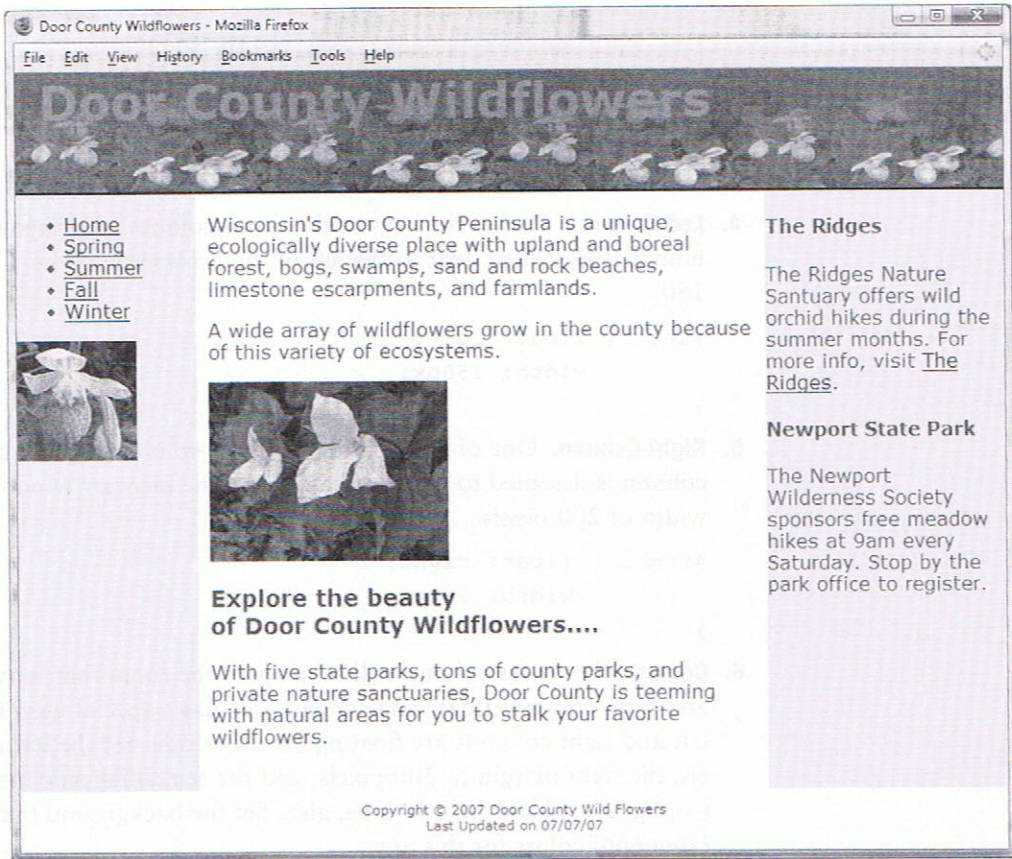 Door County Wildflowers - Mozilla Firefox
File Edit View History Bookmarks Tools Help
Door County Wildflowers
Home
Spring
Summer
Fall
Winter
Wisconsin's Door County Peninsula is a unique,
ecologically diverse place with upland and boreal
forest, bogs, swamps, sand and rock beaches,
limestone escarpments, and farmlands.
A wide array of wildflowers grow in the county because
of this variety of ecosystems.
Explore the beauty
of Door County Wildflowers....
With five state parks, tons of county parks, and
private nature sanctuaries, Door County is teeming
with natural areas for you to stalk your favorite
wildflowers.
The Ridges
The Ridges Nature
Santuary offers wild
orchid hikes during the
summer months. For
more info, visit The
Ridges.
Newport State Park
The Newport
Wilderness Society
sponsors free meadow
hikes at 9am every
Saturday. Stop by the
park office to register.
Copyright © 2007 Door County Wild Flowers
Last Updated on 07/07/07